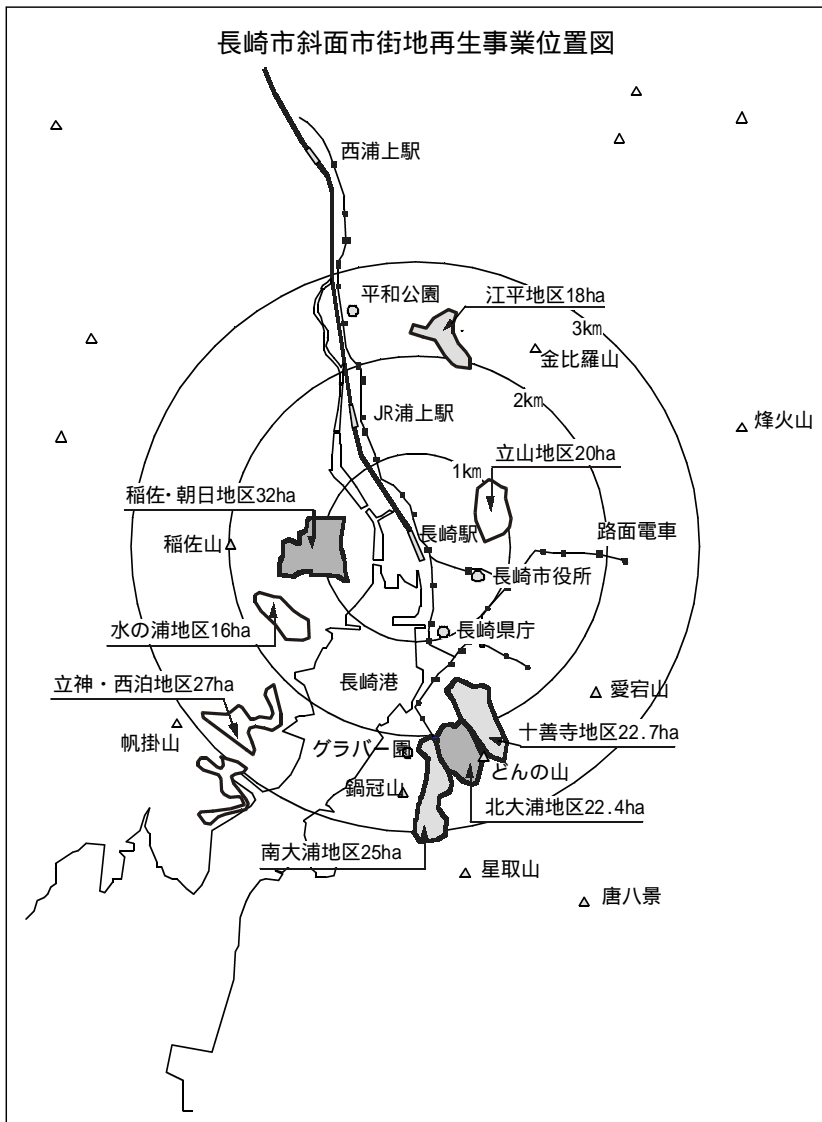 長崎市斜面市街地再生事業位置図
西浦上駅
平和公園
江平地区18ha
3km
金比羅山
2km
JR浦上駅
烽火山
立山地区20ha
1km
稲佐・朝日地区32ha
長崎駅
路面電車
稲佐山
長崎市役所
水の浦地区16ha
長崎県庁
長崎港
立神・西泊地区27ha
愛宕山
帆掛山
十善寺地区22.7ha
グラバー園
どんの山
鍋冠山
北大浦地区22.4ha
南大浦地区25ha
星取山
唐八景